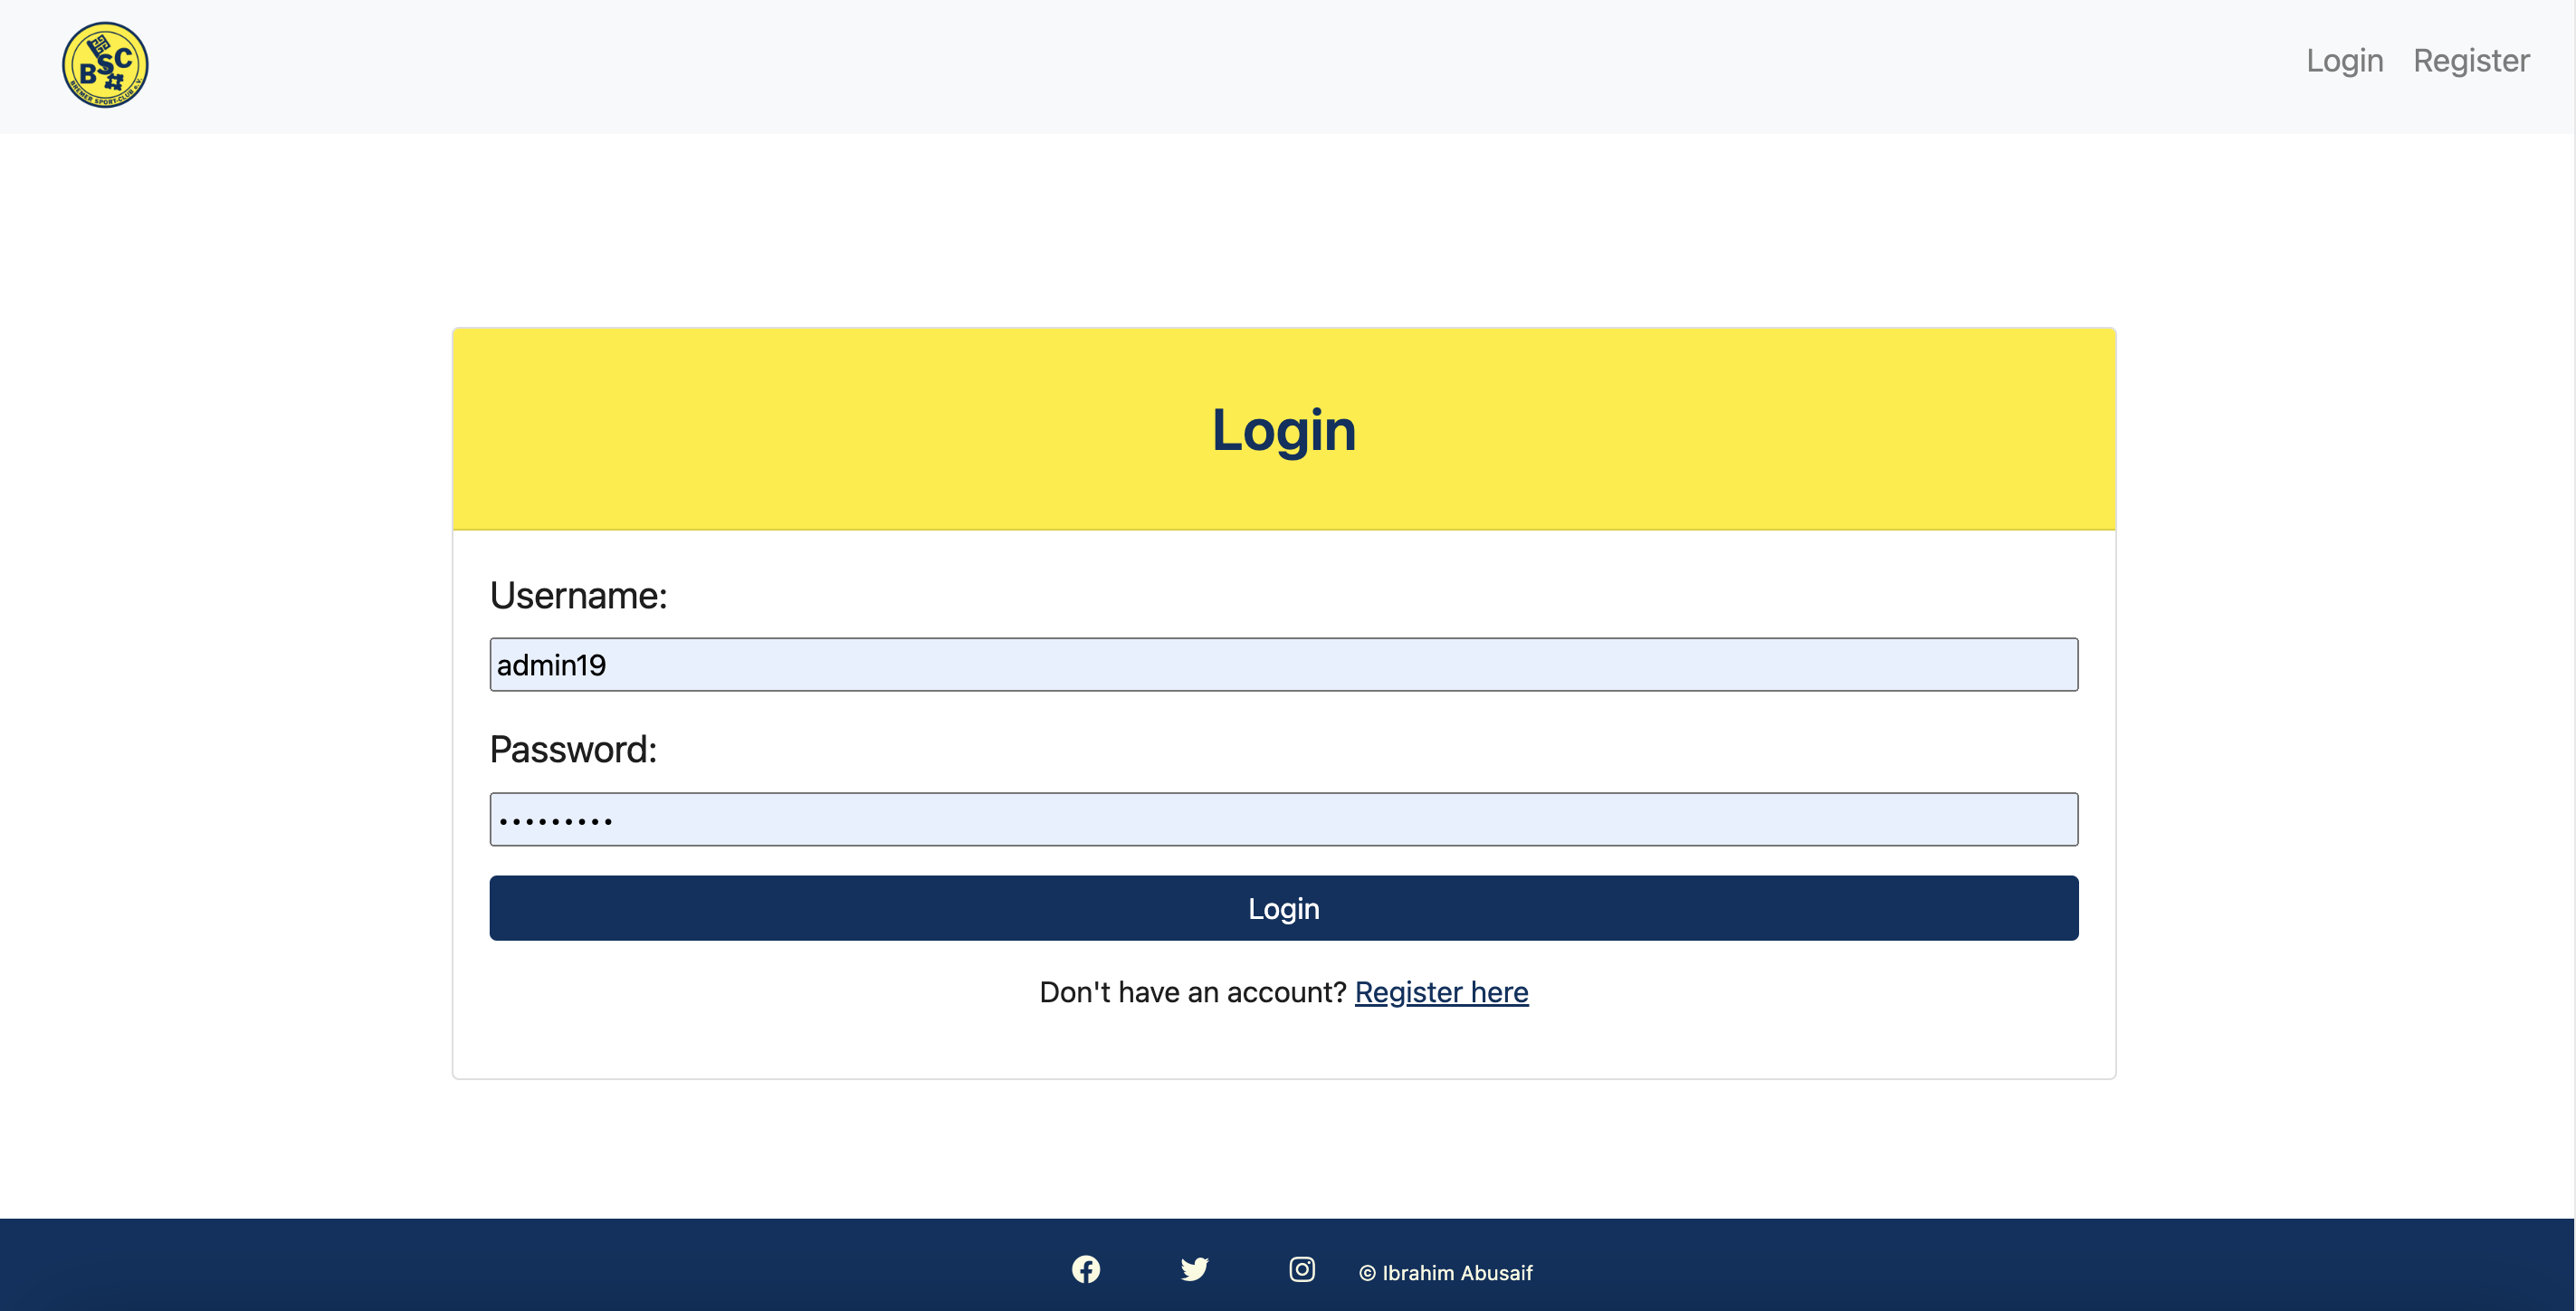 BSC
BREMER SPORT-CLUB e.V.
Login Register
Login
Username:
admin19
Password:
•••••••••
Login
Don't have an account? Register here
© Ibrahim Abusaif